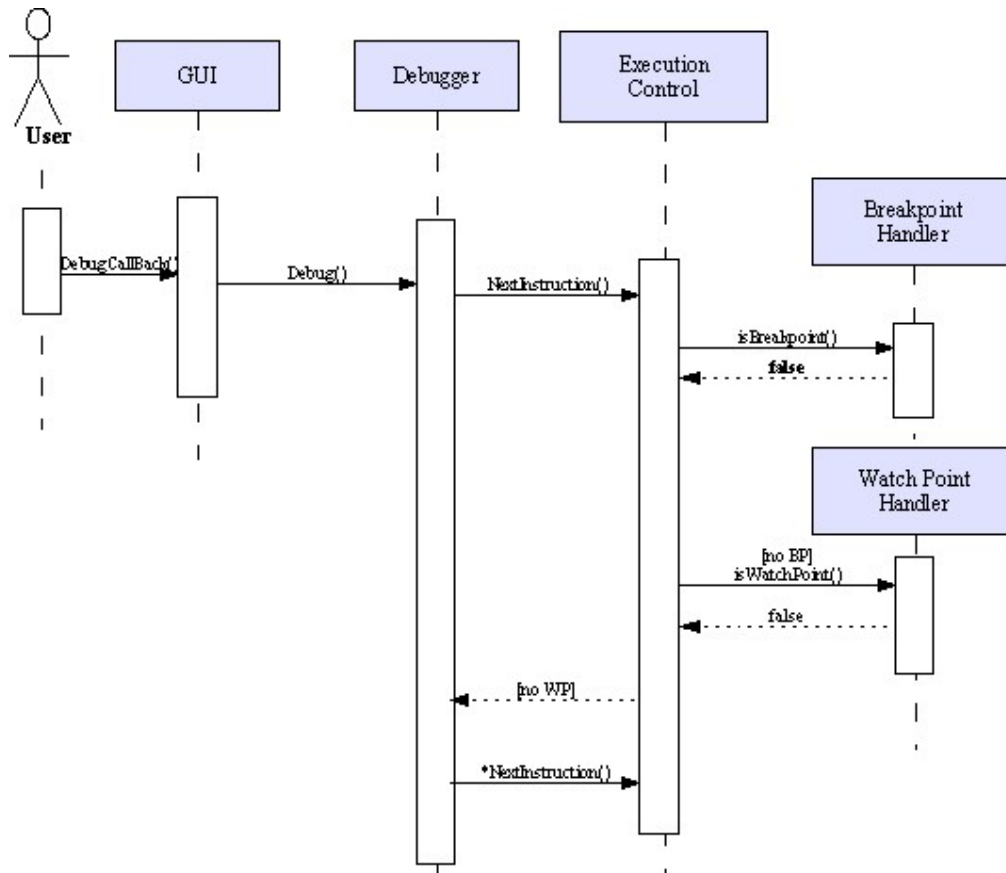 User
GUI
Debugger
Execution
Control
Breakpoint
Handler
DebugCallBack()
Debug()
NextInstruction()
isBreakpoint()
false
Watch Point
Handler
[no BP]
isWatchPoint()
false
[no WP]
*NextInstruction()